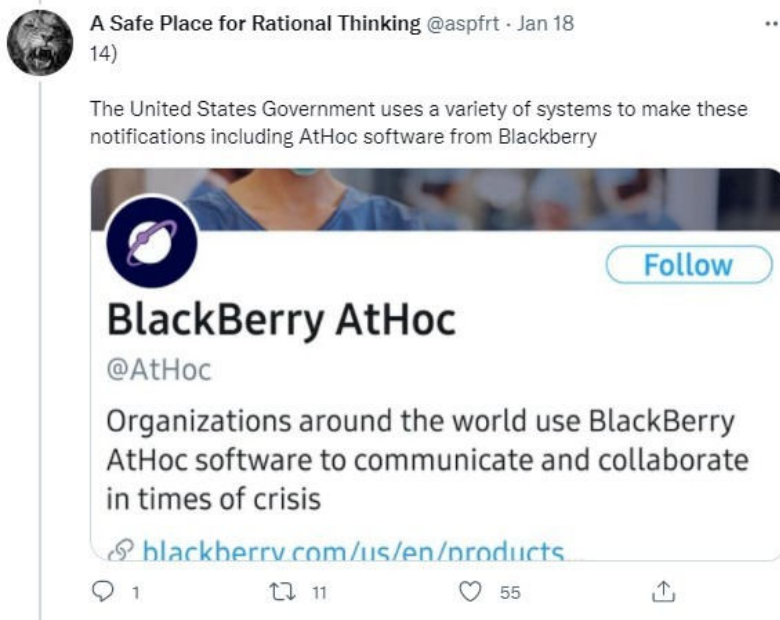 A Safe Place for Rational Thinking @aspfrt · Jan 18
14)
The United States Government uses a variety of systems to make these
notifications including AtHoc software from Blackberry
Follow
BlackBerry AtHoc
@AtHoc
Organizations around the world use BlackBerry
AtHoc software to communicate and collaborate
in times of crisis
blackberry.com/us/en/products
1 11 55